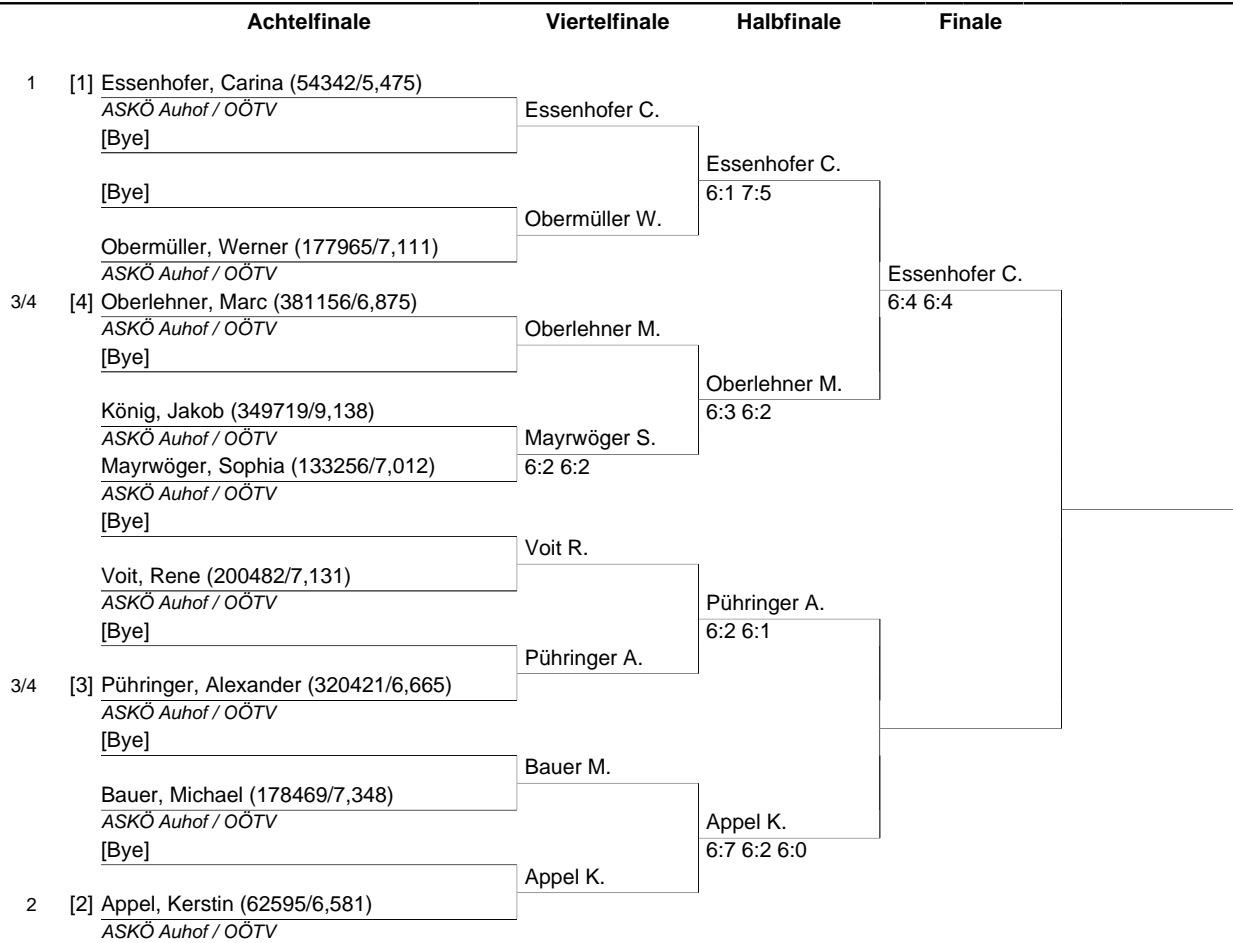 Achtelfinale Viertelfinale Halbfinale Finale
1 [1] Essenhofer, Carina (54342/5,475)
ASKÖ Auhof / OÖTV
Essenhofer C.
[Bye]
Essenhofer C.
[Bye]
6:1 7:5
Obermüller W.
Obermüller, Werner (177965/7,111)
ASKÖ Auhof / OÖTV
Essenhofer C.
3/4 [4] Oberlehner, Marc (381156/6,875)
6:4 6:4
ASKÖ Auhof / OÖTV
Oberlehner M.
[Bye]
Oberlehner M.
König, Jakob (349719/9,138)
6:3 6:2
ASKÖ Auhof / OÖTV
Mayrwöger S.
Mayrwöger, Sophia (133256/7,012)
6:2 6:2
ASKÖ Auhof / OÖTV
[Bye]
Voit R.
Voit, Rene (200482/7,131)
ASKÖ Auhof / OÖTV
Pühringer A.
[Bye]
6:2 6:1
Pühringer A.
3/4 [3] Pühringer, Alexander (320421/6,665)
ASKÖ Auhof / OÖTV
[Bye]
Bauer M.
Bauer, Michael (178469/7,348)
ASKÖ Auhof / OÖTV
Appel K.
[Bye]
6:7 6:2 6:0
Appel K.
2 [2] Appel, Kerstin (62595/6,581)
ASKÖ Auhof / OÖTV